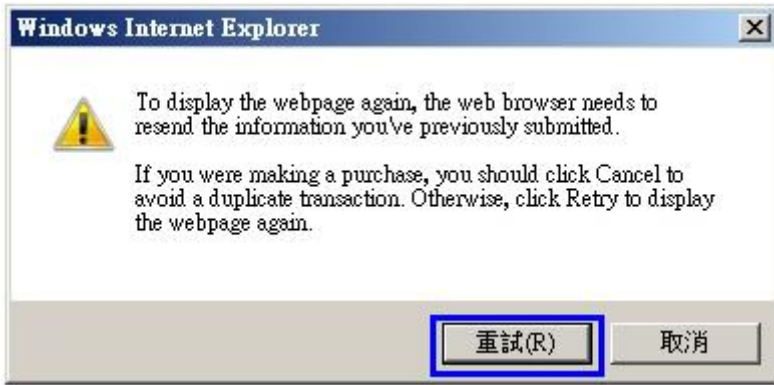 Windows Internet Explorer
To display the webpage again, the web browser needs to
resend the information you've previously submitted.
If you were making a purchase, you should click Cancel to
avoid a duplicate transaction. Otherwise, click Retry to display
the webpage again.
重試(R)
取消